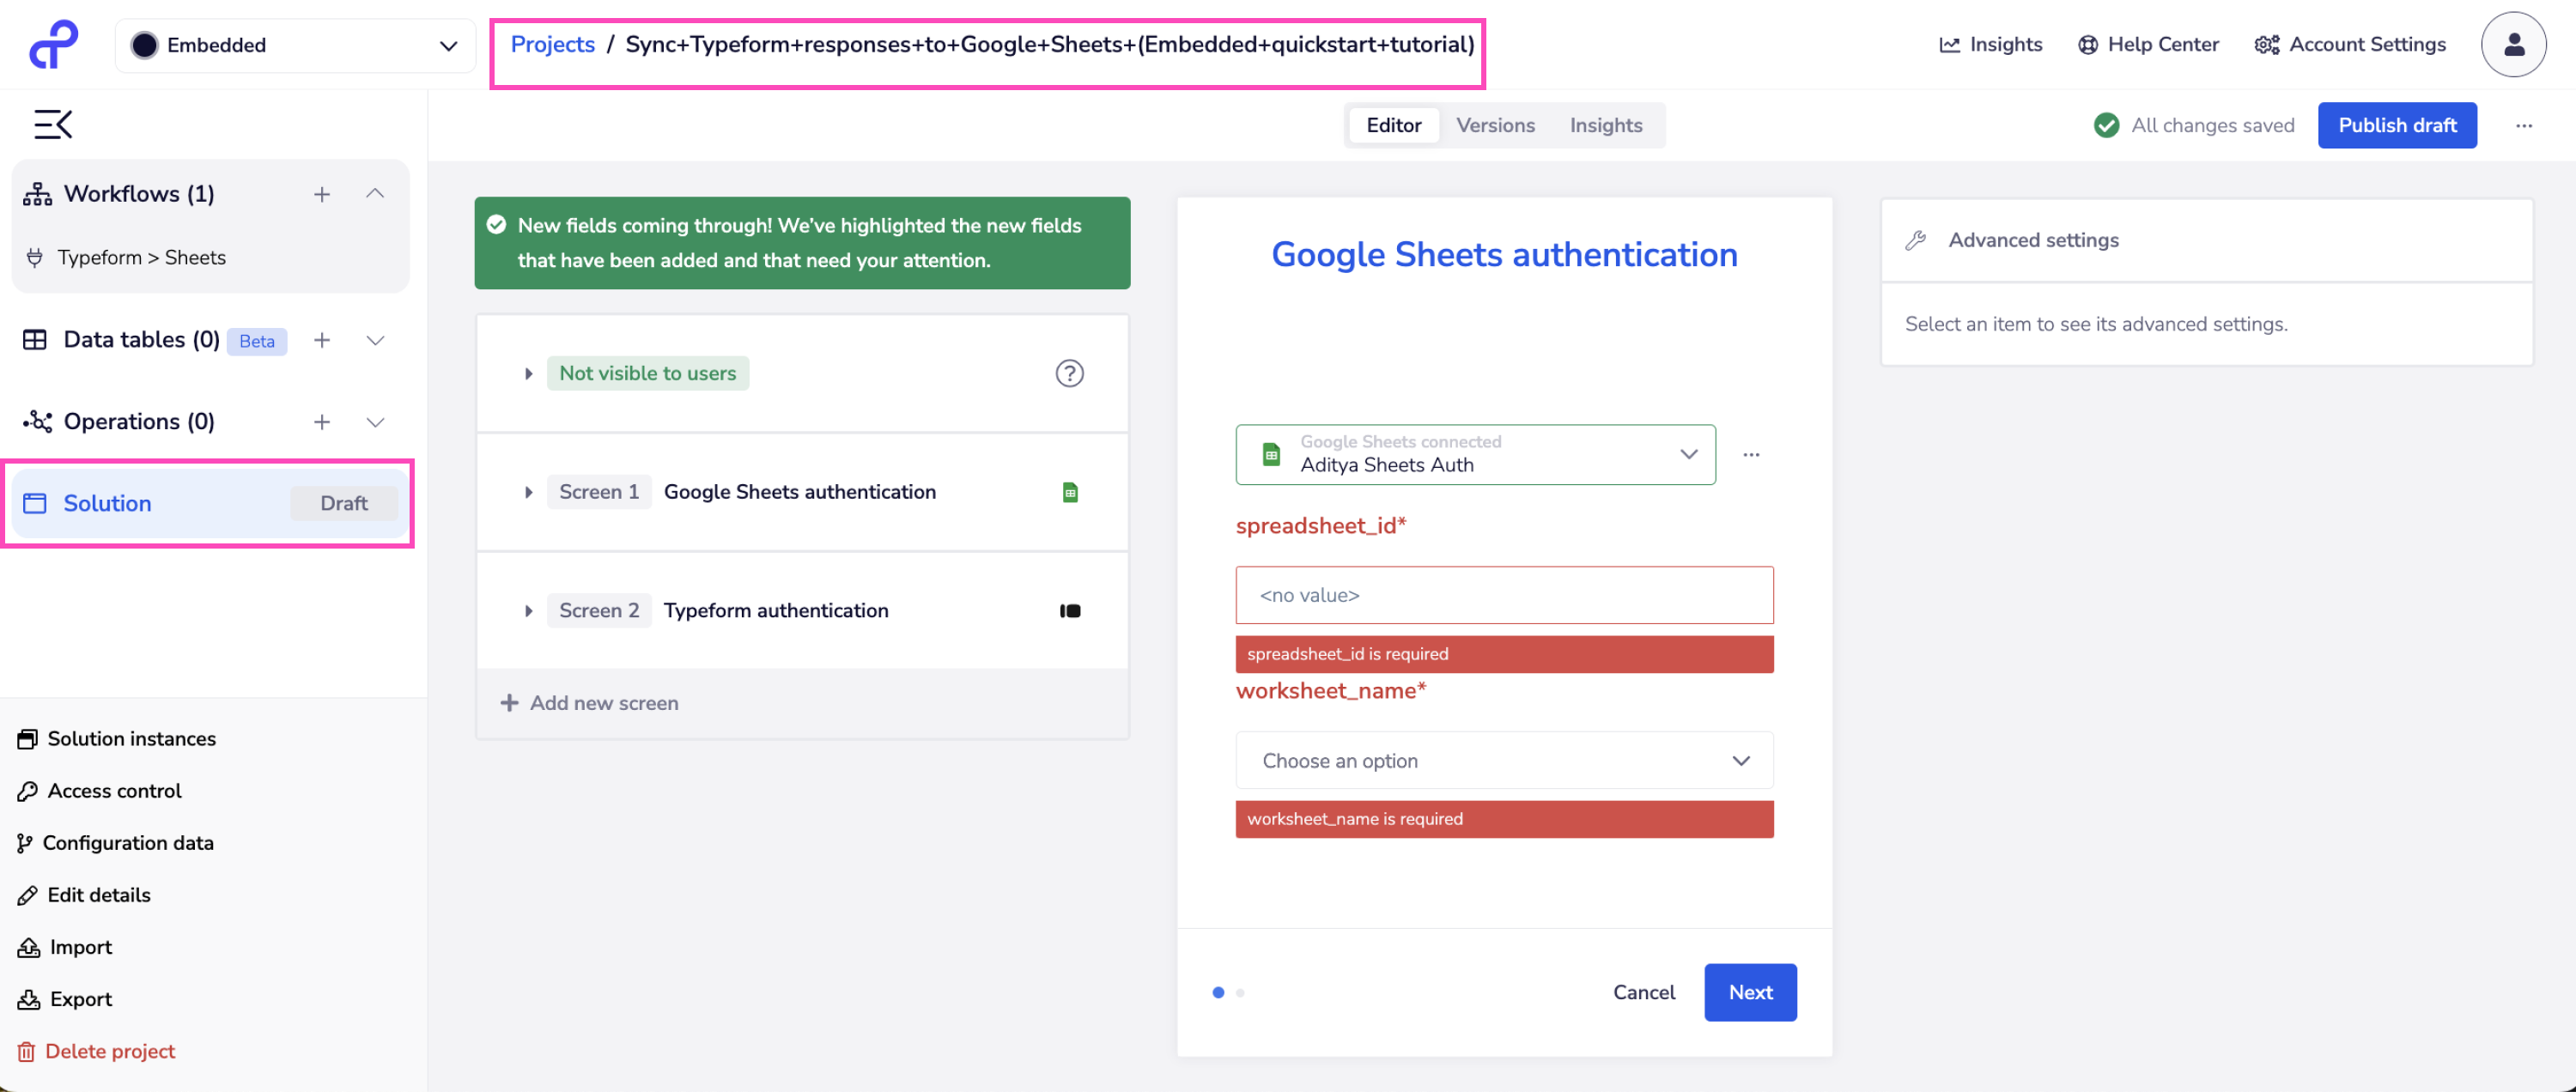 Embedded
Projects / Sync+Typeform+responses+to+Google+Sheets+(Embedded+quickstart+tutorial)
Insights
Help Center
Account Settings
Editor
Versions
Insights
All changes saved
Publish draft
Workflows (1)
Typeform > Sheets
Data tables (0) Beta
Operations (0)
Solution Draft
Solution instances
Access control
Configuration data
Edit details
Import
Export
Delete project
New fields coming through! We've highlighted the new fields
that have been added and that need your attention.
Not visible to users
?
Screen 1 Google Sheets authentication
Screen 2 Typeform authentication
+ Add new screen
Google Sheets authentication
Google Sheets connected
Aditya Sheets Auth
spreadsheet_id*
<no value>
spreadsheet_id is required
worksheet_name*
Choose an option
worksheet_name is required
Cancel
Next
Advanced settings
Select an item to see its advanced settings.